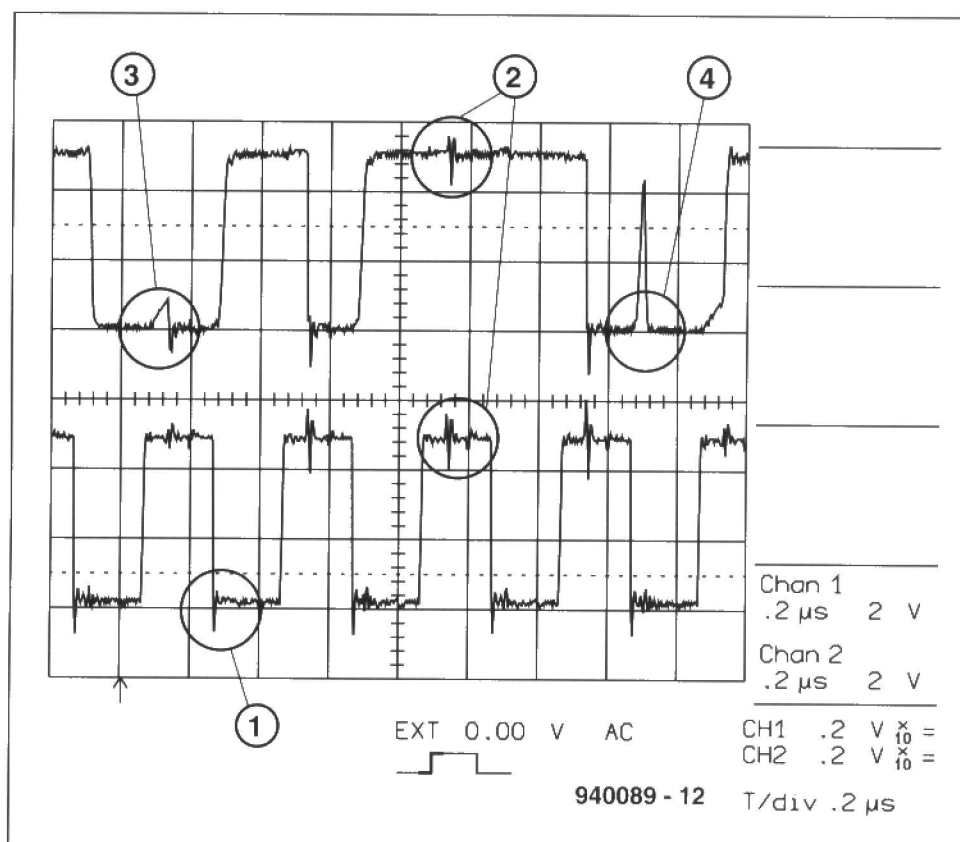 3
2
4
1
Chan 1
.2 µs 2 V
Chan 2
.2 µs 2 V
EXT 0.00 V AC
CH1 .2 V x10 =
CH2 .2 V x10 =
940089 - 12
T/div .2 µs